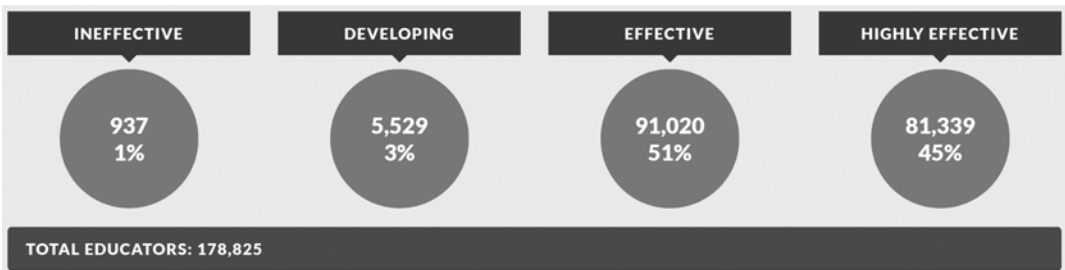 INEFFECTIVE
937
1%
DEVELOPING
5,529
3%
EFFECTIVE
91,020
51%
HIGHLY EFFECTIVE
81,339
45%
TOTAL EDUCATORS: 178,825